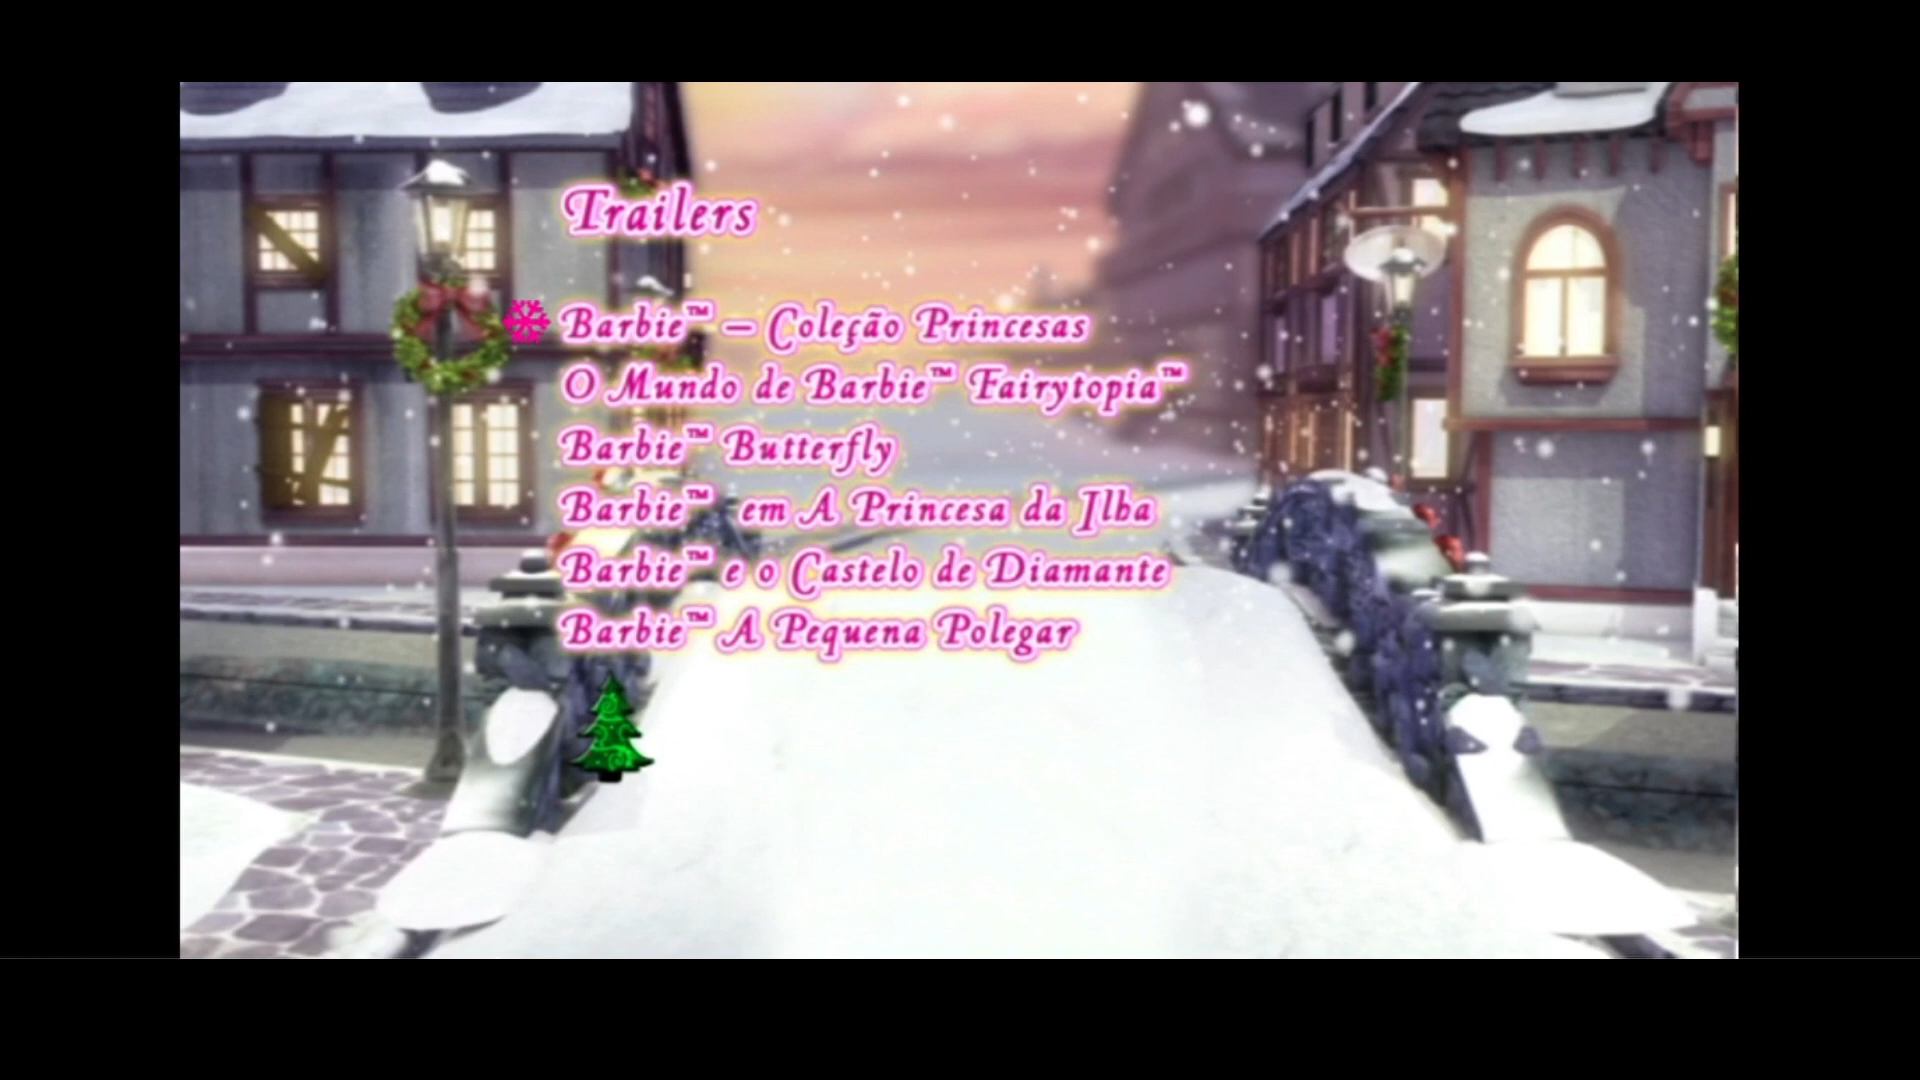 Trailers
Barbie™ – Coleção Princesas
O Mundo de Barbie™ Fairytopia™
Barbie™ Butterfly
Barbie™ em A Princesa da Ilha
Barbie™ e o Castelo de Diamante
Barbie™ A Pequena Polegar